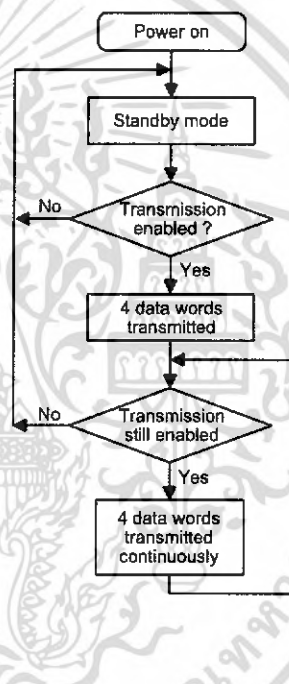 Power on
Standby mode
No
Transmission
enabled ?
Yes
4 data words
transmitted
No
Transmission
still enabled
Yes
4 data words
transmitted
continuously